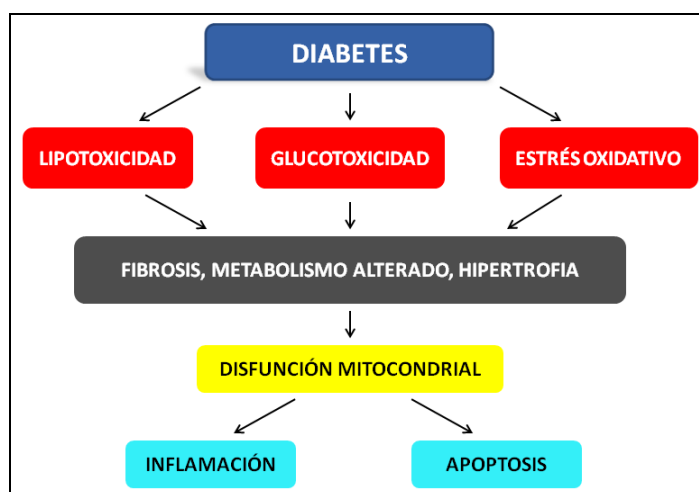 DIABETES
LIPOTOXICIDAD
GLUCOTOXICIDAD
ESTRÉS OXIDATIVO
FIBROSIS, METABOLISMO ALTERADO, HIPERTROFIA
DISFUNCIÓN MITOCONDRIAL
INFLAMACIÓN
APOPTOSIS